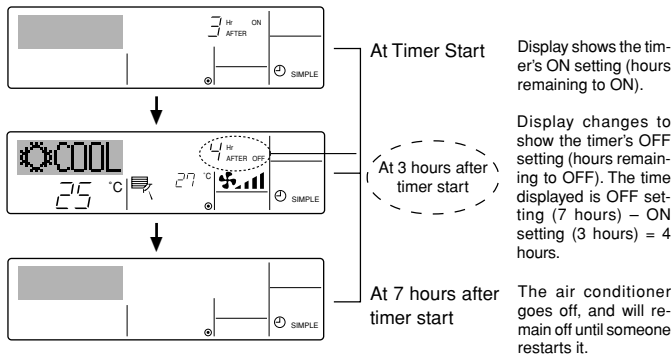 3 Hr ON
AFTER
SIMPLE
At Timer Start
Display shows the tim-
er's ON setting (hours
remaining to ON).
COOL
4 Hr
AFTER OFF
25 °C
27 °C
SIMPLE
At 3 hours after
timer start
Display changes to
show the timer's OFF
setting (hours remain-
ing to OFF). The time
displayed is OFF set-
ting (7 hours) – ON
setting (3 hours) = 4
hours.
SIMPLE
At 7 hours after
timer start
The air conditioner
goes off, and will re-
main off until someone
restarts it.